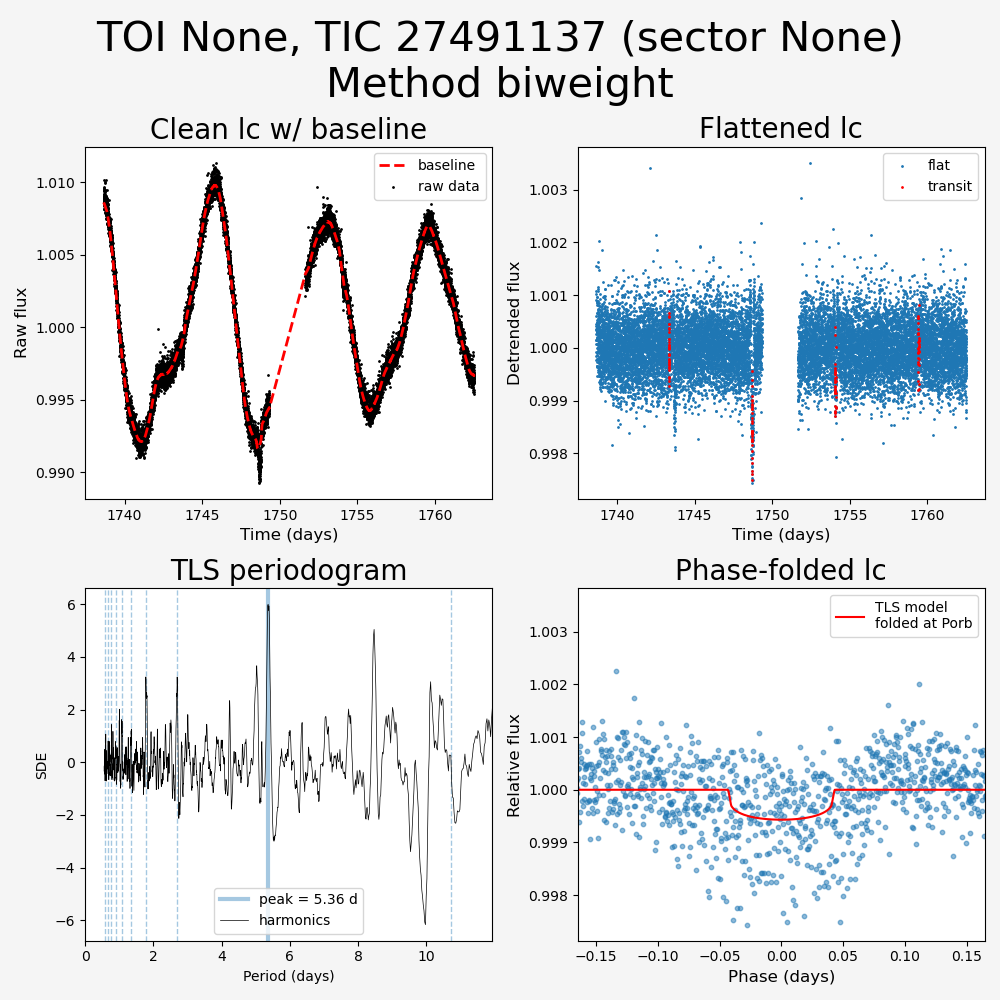 TOI None, TIC 27491137 (sector None)
Method biweight
Clean lc w/ baseline
baseline
raw data
Raw flux
1.010
1.005
1.000
0.995
0.990
1740
1745
1750
1755
1760
Time (days)
Flattened lc
flat
transit
Detrended flux
1.003
1.002
1.001
1.000
0.999
0.998
1740
1745
1750
1755
1760
Time (days)
TLS periodogram
SDE
6
4
2
0
−2
−4
−6
peak = 5.36 d
harmonics
0
2
4
6
8
10
Period (days)
Phase-folded lc
TLS model
folded at Porb
Relative flux
1.003
1.002
1.001
1.000
0.999
0.998
−0.15
−0.10
−0.05
0.00
0.05
0.10
0.15
Phase (days)